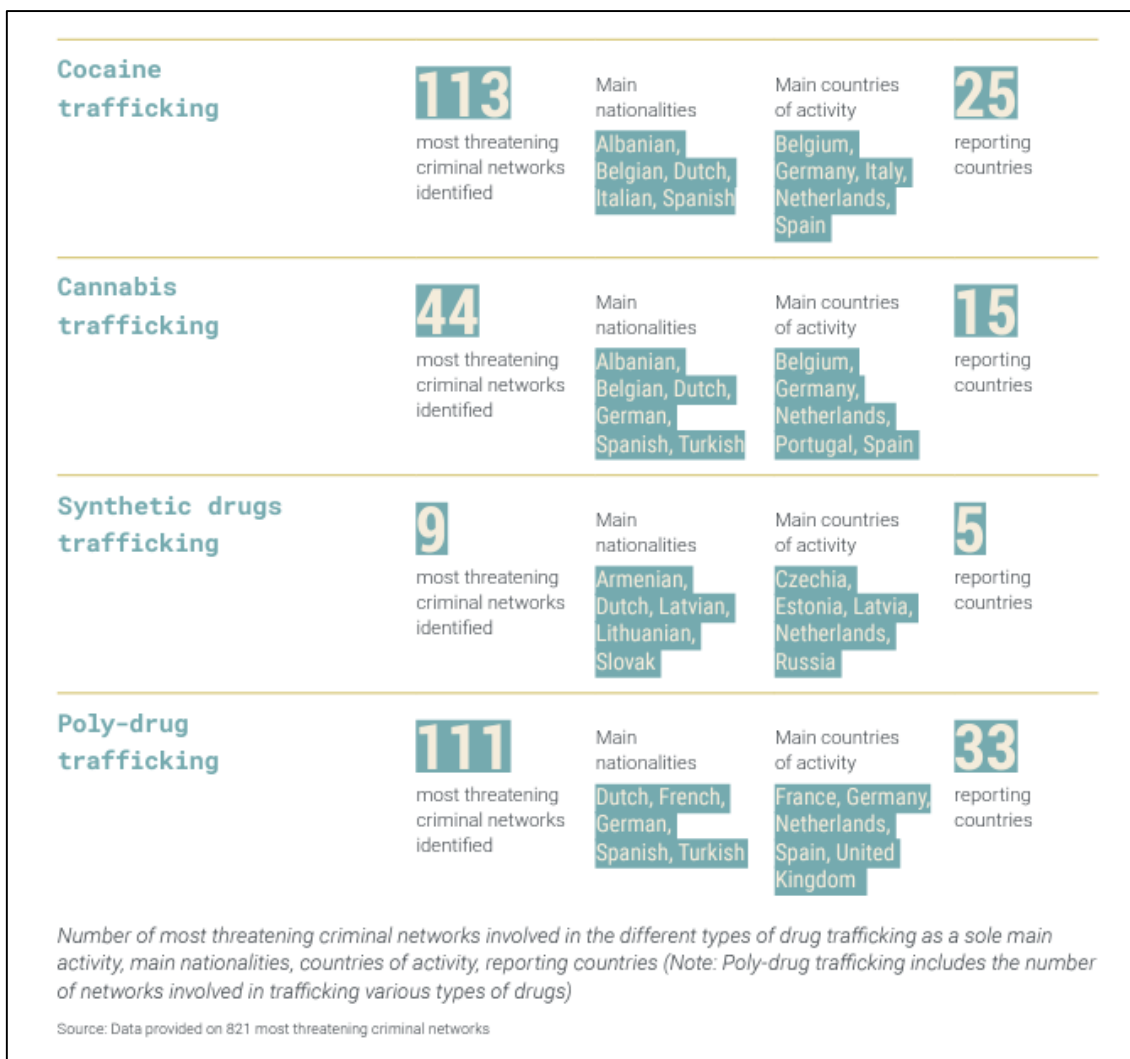 Cocaine
trafficking
113
most threatening
criminal networks
identified
Main
nationalities
Albanian,
Belgian, Dutch,
Italian, Spanish
Main countries
of activity
Belgium,
Germany, Italy,
Netherlands,
Spain
25
reporting
countries
Cannabis
trafficking
44
most threatening
criminal networks
identified
Main
nationalities
Albanian,
Belgian, Dutch,
German,
Spanish, Turkish
Main countries
of activity
Belgium,
Germany,
Netherlands,
Portugal, Spain
15
reporting
countries
Synthetic drugs
trafficking
9
most threatening
criminal networks
identified
Main
nationalities
Armenian,
Dutch, Latvian,
Lithuanian,
Slovak
Main countries
of activity
Czechia,
Estonia, Latvia,
Netherlands,
Russia
5
reporting
countries
Poly-drug
trafficking
111
most threatening
criminal networks
identified
Main
nationalities
Dutch, French,
German,
Spanish, Turkish
Main countries
of activity
France, Germany,
Netherlands,
Spain, United
Kingdom
33
reporting
countries
Number of most threatening criminal networks involved in the different types of drug trafficking as a sole main
activity, main nationalities, countries of activity, reporting countries (Note: Poly-drug trafficking includes the number
of networks involved in trafficking various types of drugs)
Source: Data provided on 821 most threatening criminal networks